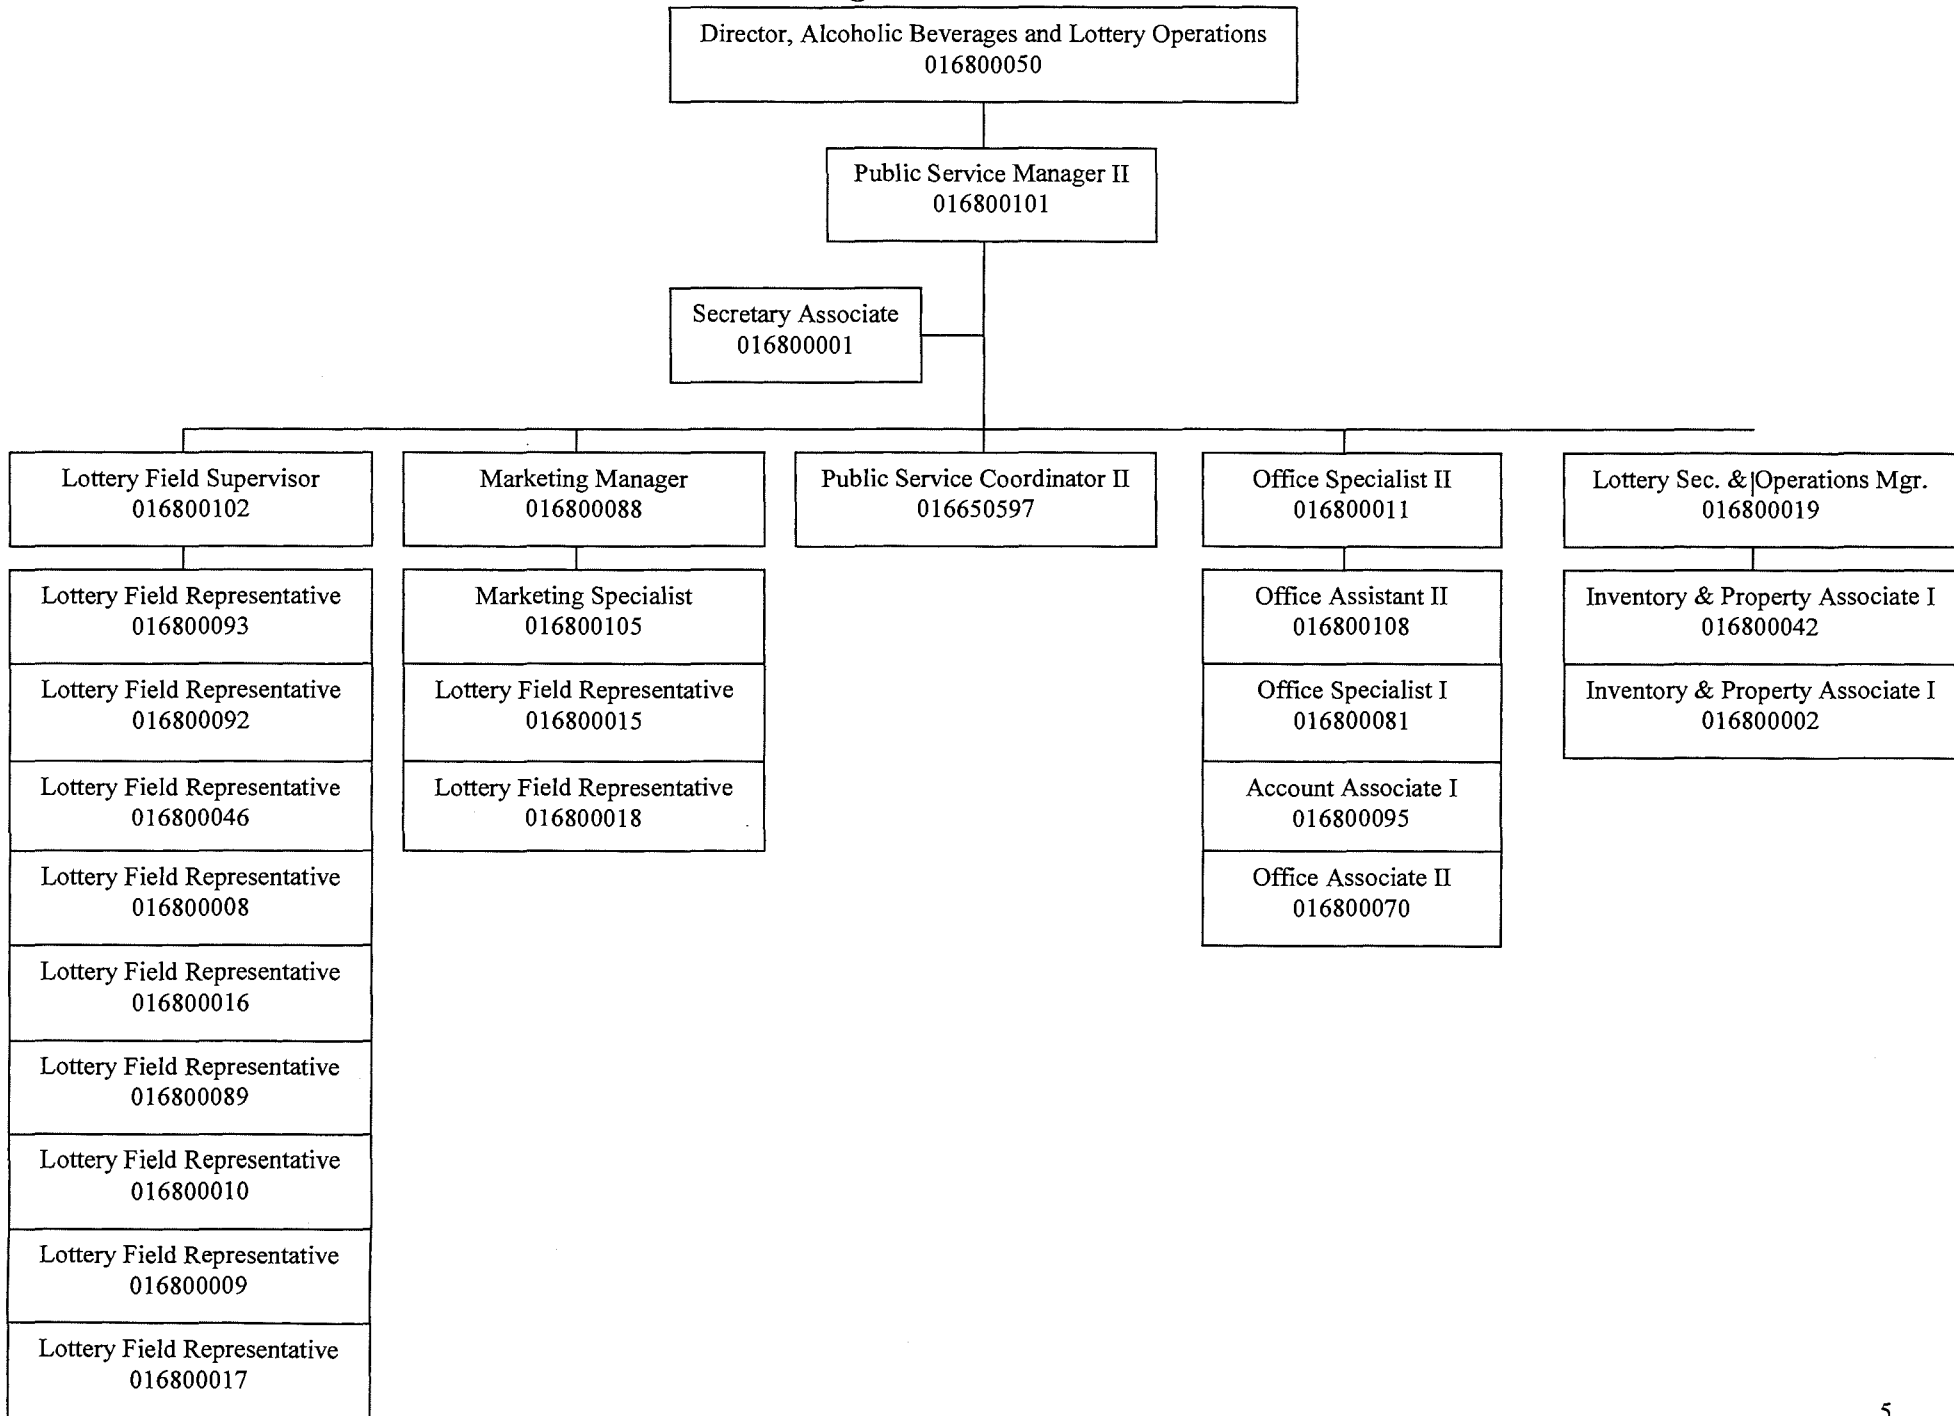 Director, Alcoholic Beverages and Lottery Operations
016800050
Public Service Manager II
016800101
Secretary Associate
016800001
Lottery Field Supervisor
016800102
Marketing Manager
016800088
Public Service Coordinator II
016650597
Office Specialist II
016800011
Lottery Sec. &|Operations Mgr.
016800019
Lottery Field Representative
016800093
Lottery Field Representative
016800092
Lottery Field Representative
016800046
Lottery Field Representative
016800008
Lottery Field Representative
016800016
Lottery Field Representative
016800089
Lottery Field Representative
016800010
Lottery Field Representative
016800009
Lottery Field Representative
016800017
Marketing Specialist
016800105
Lottery Field Representative
016800015
Lottery Field Representative
016800018
Office Assistant II
016800108
Office Specialist I
016800081
Account Associate I
016800095
Office Associate II
016800070
Inventory & Property Associate I
016800042
Inventory & Property Associate I
016800002
5